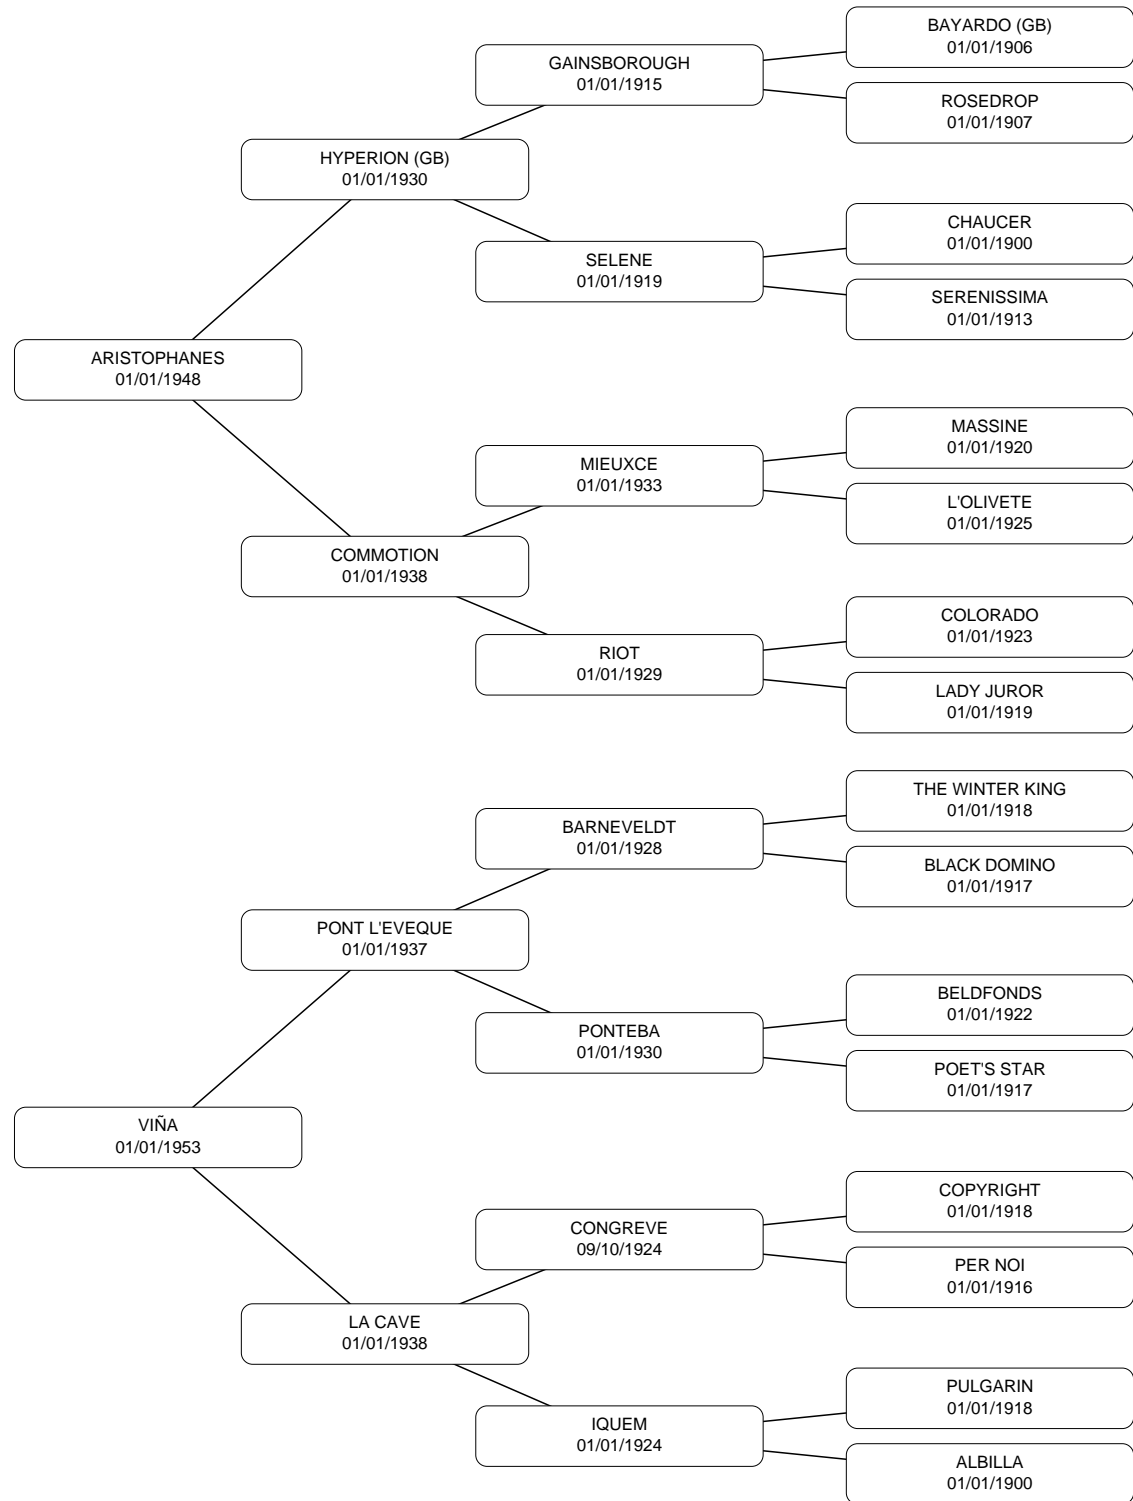 BAYARDO (GB)
01/01/1906
GAINSBOROUGH
01/01/1915
ROSEDROP
01/01/1907
HYPERION (GB)
01/01/1930
CHAUCER
01/01/1900
SELENE
01/01/1919
SERENISSIMA
01/01/1913
ARISTOPHANES
01/01/1948
MASSINE
01/01/1920
MIEUXCE
01/01/1933
L'OLIVETE
01/01/1925
COMMOTION
01/01/1938
COLORADO
01/01/1923
RIOT
01/01/1929
LADY JUROR
01/01/1919
THE WINTER KING
01/01/1918
BARNEVELDT
01/01/1928
BLACK DOMINO
01/01/1917
PONT L'EVEQUE
01/01/1937
BELDFONDS
01/01/1922
PONTEBA
01/01/1930
POET'S STAR
01/01/1917
VIÑA
01/01/1953
COPYRIGHT
01/01/1918
CONGREVE
09/10/1924
PER NOI
01/01/1916
LA CAVE
01/01/1938
PULGARIN
01/01/1918
IQUEM
01/01/1924
ALBILLA
01/01/1900